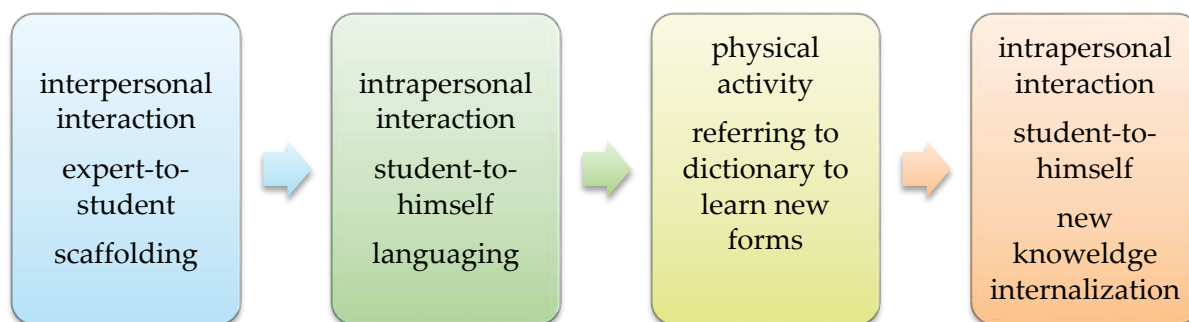 interpersonal
interaction
expert-to-
student
scaffolding
intrapersonal
interaction
student-to-
himself
languaging
physical
activity
referring to
dictionary to
learn new
forms
intrapersonal
interaction
student-to-
himself
new
knoweldge
internalization